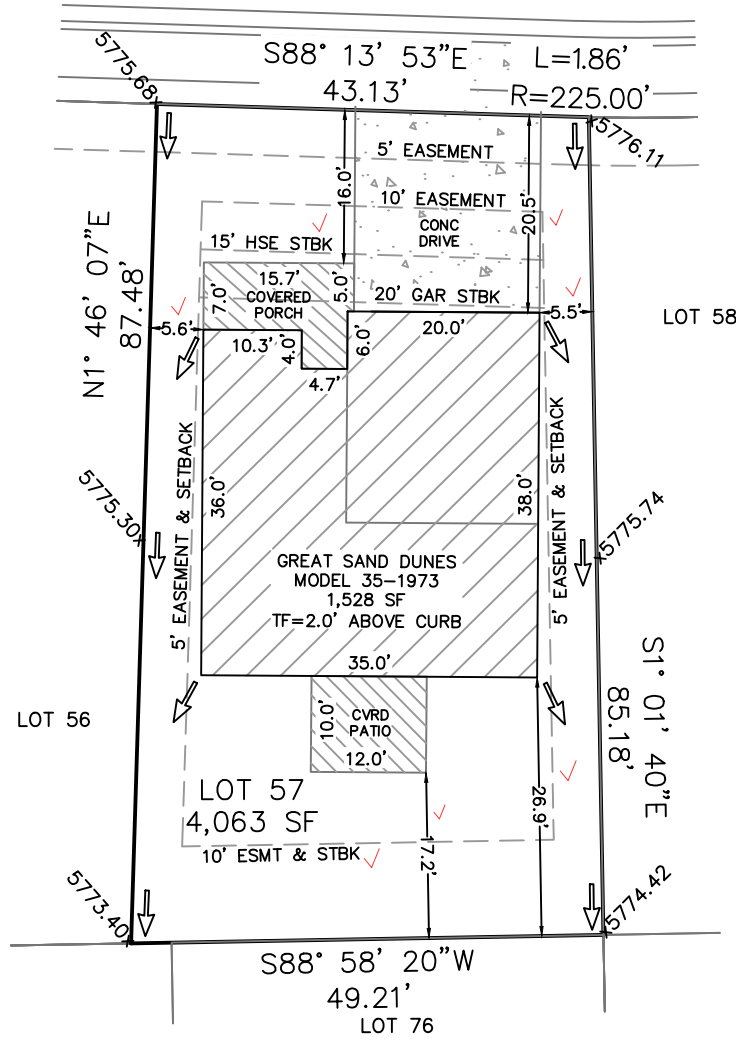 S88° 13' 53"E
43.13'
L=1.86'
R=225.00'
5775.68
5776.11
5' EASEMENT
10' EASEMENT
CONC
DRIVE
16.0'
20.5'
15' HSE STBK
20' GAR STBK
N1° 46' 07"E
87.48'
15.7'
COVERED
PORCH
7.0'
5.0'
5.6'
10.3'
4.0'
4.7'
6.0'
20.0'
5.5'
LOT 58
5' EASEMENT & SETBACK
36.0'
38.0'
5' EASEMENT & SETBACK
5775.30x
x5775.74
GREAT SAND DUNES
MODEL 35-1973
1,528 SF
TF=2.0' ABOVE CURB
35.0'
S1° 01' 40"E
85.18'
LOT 56
10.0'
CVRD
PATIO
12.0'
LOT 57
4,063 SF
10' ESMT & STBK
17.2'
26.9'
5773.40
5774.42
S88° 58' 20"W
49.21'
LOT 76